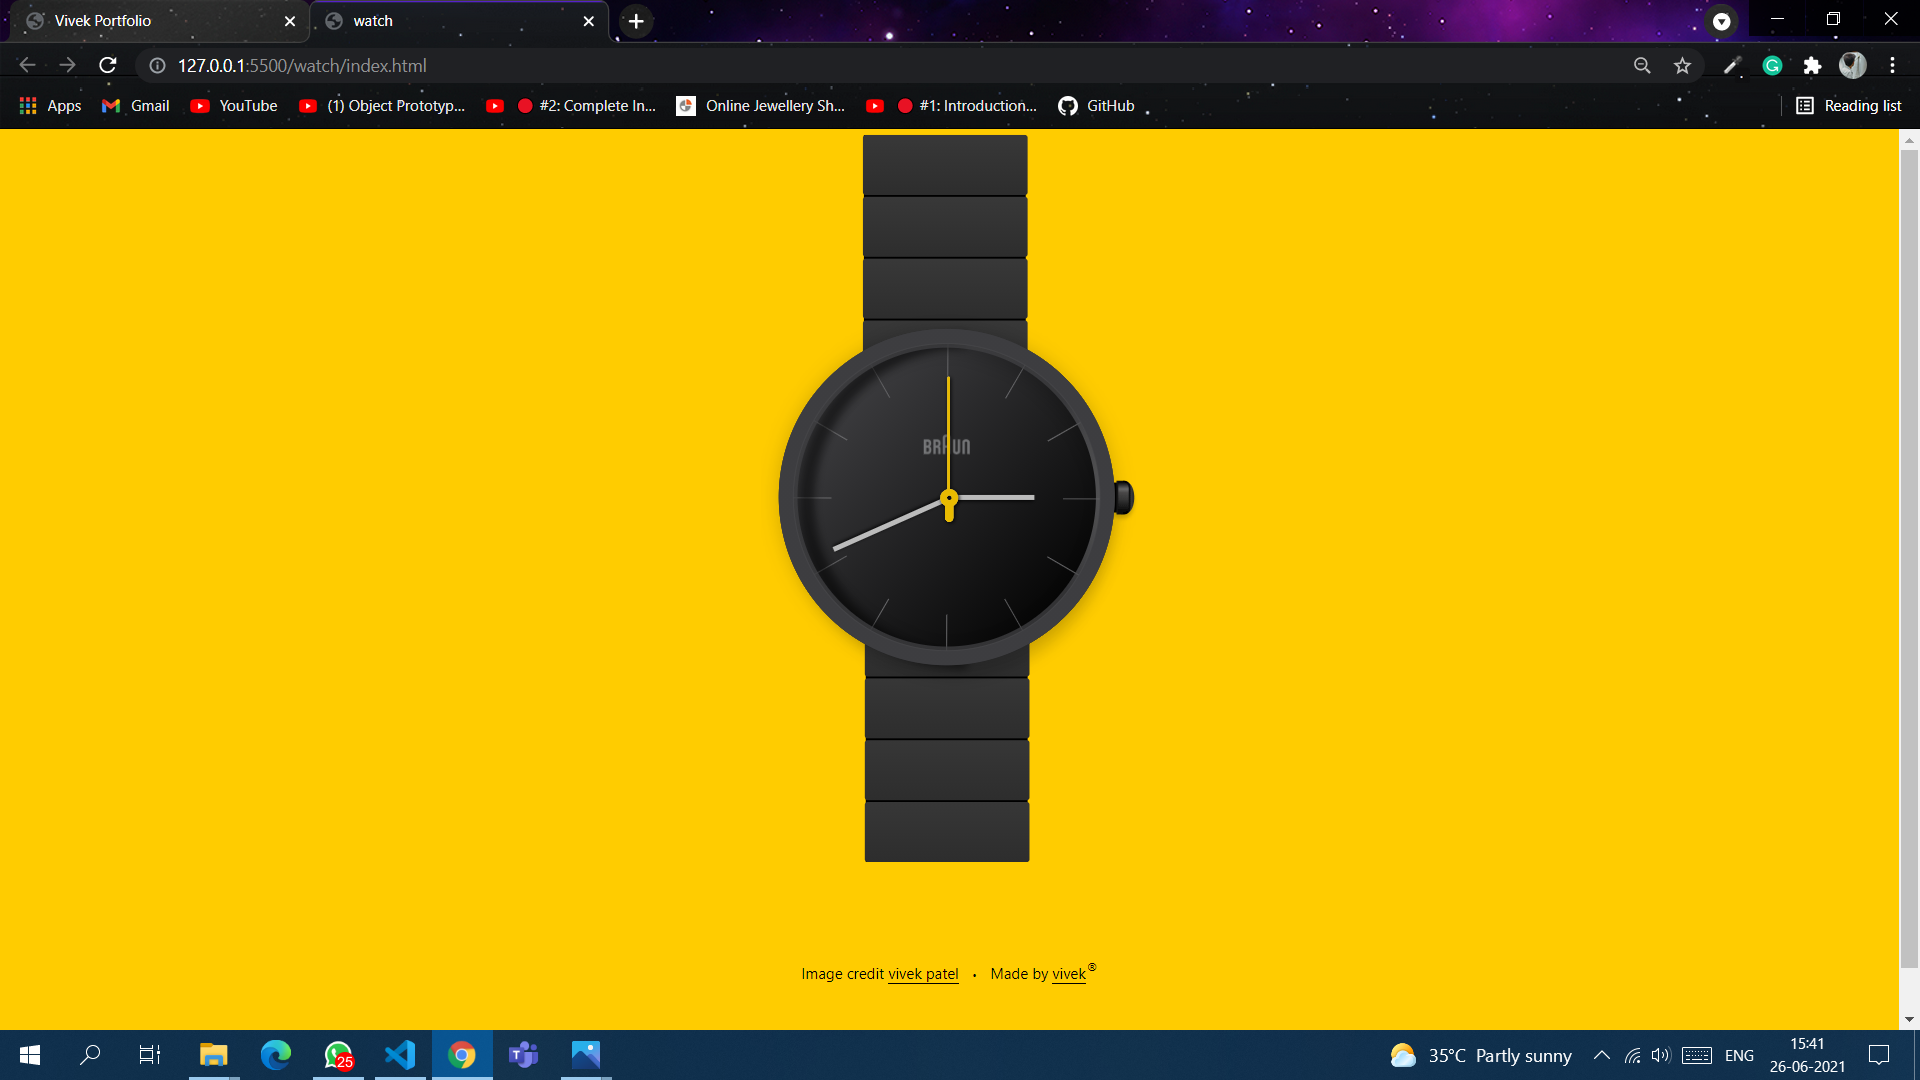 Vivek Portfolio
watch
127.0.0.1:5500/watch/index.html
Apps
Gmail
YouTube
(1) Object Prototyp...
#2: Complete In...
Online Jewellery Sh...
#1: Introduction...
GitHub
Reading list
BRAUN
Image credit vivek patel • Made by vivek®
25
35°C Partly sunny
ENG
15:41
26-06-2021